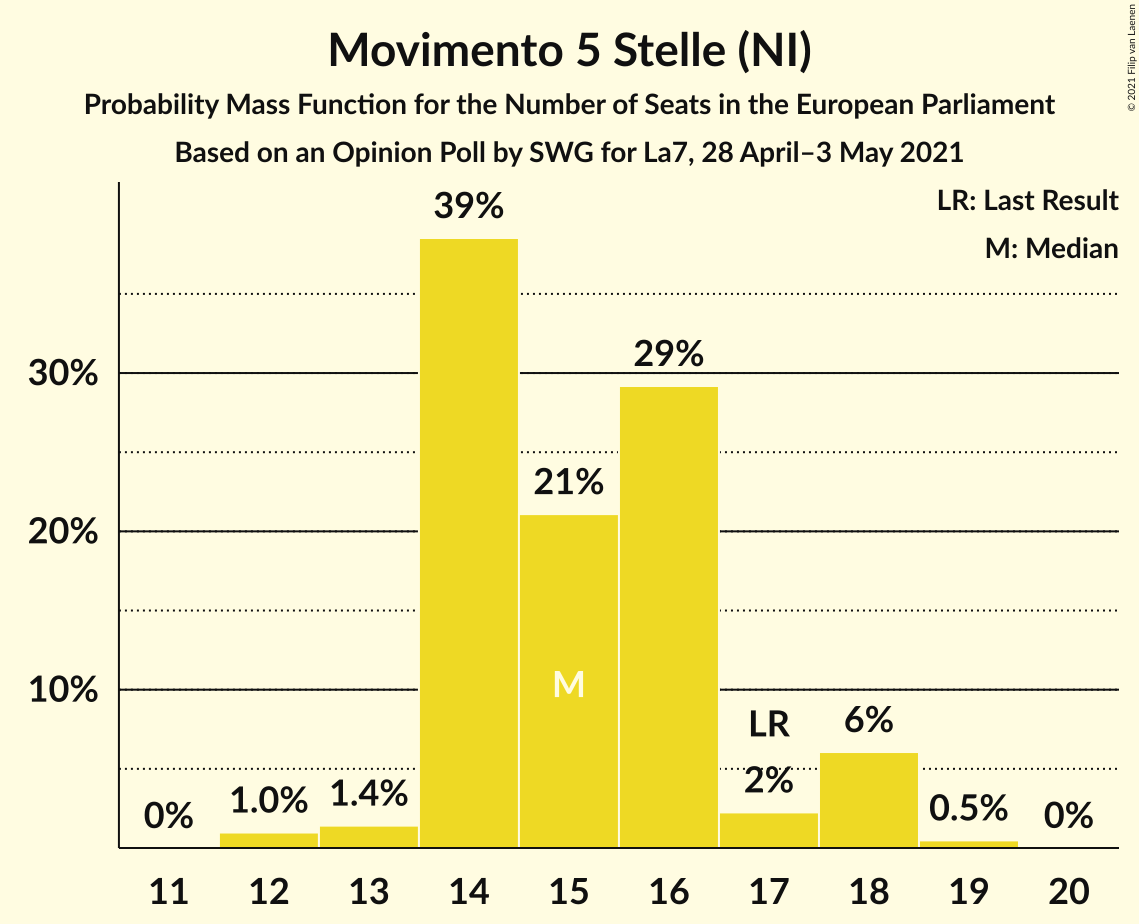 Movimento 5 Stelle (NI)
Probability Mass Function for the Number of Seats in the European Parliament
Based on an Opinion Poll by SWG for La7, 28 April–3 May 2021
© 2021 Filip van Laenen
LR: Last Result
M: Median
30%
20%
10%
0%
1.0%
1.4%
39%
21%
M
29%
LR
2%
6%
0.5%
0%
11 12 13 14 15 16 17 18 19 20